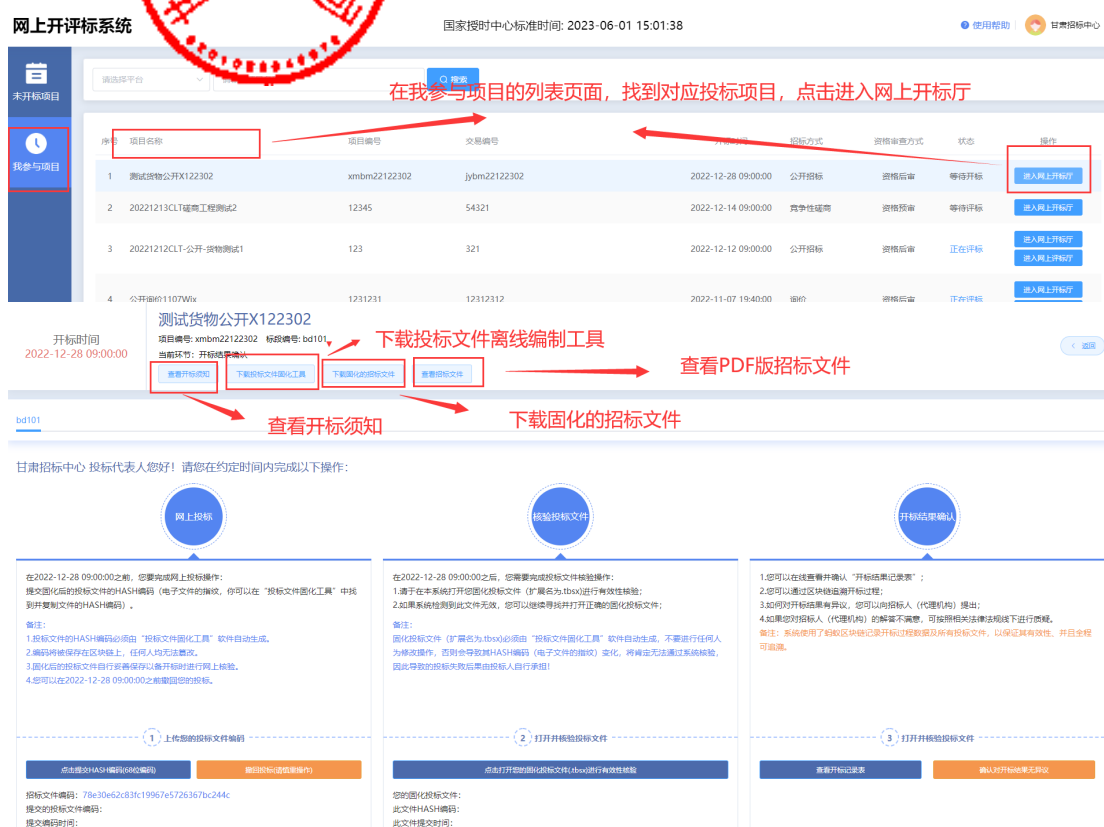 网上开评标系统
国家授时中心标准时间: 2023-06-01 15:01:38
使用帮助
甘肃招标中心
未开标项目
我参与项目
请选择平台
搜索
在我参与项目的列表页面，找到对应投标项目，点击进入网上开标厅
序号 项目名称 项目编号 交易编号 开标时间 招标方式 资格审查方式 状态 操作
1 测试货物公开X122302 xmbm22122302 jybm22122302 2022-12-28 09:00:00 公开招标 资格后审 等待开标 进入网上开标厅
2 20221213CLT磋商工程测试2 12345 54321 2022-12-14 09:00:00 竞争性磋商 资格预审 等待评标 进入网上开标厅
3 20221212CLT-公开-货物测试1 123 321 2022-12-12 09:00:00 公开招标 资格后审 正在评标 进入网上开标厅
进入网上评标厅
4 公开询价1107Wjx 1231231 12312312 2022-11-07 19:40:00 询价 资格后审 正在评标 进入网上开标厅
开标时间
2022-12-28 09:00:00
测试货物公开X122302
项目编号: xmbm22122302 标段编号: bd101
当前环节: 开标结果确认
查看开标须知 下载投标文件固化工具 下载固化的招标文件 查看招标文件
返回
下载投标文件离线编制工具
查看PDF版招标文件
查看开标须知
下载固化的招标文件
bd101
甘肃招标中心 投标代表人您好！请您在约定时间内完成以下操作：
网上投标
在2022-12-28 09:00:00之前，您要完成网上投标操作：
提交固化后的投标文件的HASH编码（电子文件的指纹，你可以在“投标文件固化工具”中找
到并复制文件的HASH编码）。
备注：
1.投标文件的HASH编码必须由“投标文件固化工具”软件自动生成。
2.编码将被保存在区块链上，任何人均无法篡改。
3.固化后的投标文件自行妥善保存以备开标时进行网上核验。
4.您可以在2022-12-28 09:00:00之前撤回您的投标。
1 上传您的投标文件编码
点击提交HASH编码(68位编码) 撤回投标(请慎重操作)
招标文件编码: 78e30e62c83fc19967e5726367bc244c
提交的投标文件编码:
提交编码时间:
核验投标文件
在2022-12-28 09:00:00之后，您需要完成投标文件核验操作：
1.请于在本系统打开您固化投标文件（扩展名为.tbsx)进行有效性核验；
2.如果系统检测到此文件无效，您可以继续寻找并打开正确的固化投标文件；
备注：
固化投标文件（扩展名为.tbsx)必须由“投标文件固化工具”软件自动生成，不要进行任何人
为修改操作，否则会导致其HASH编码（电子文件的指纹）变化，将肯定无法通过系统核验，
因此导致的投标失败后果由投标人自行承担！
2 打开并核验投标文件
点击打开您的固化投标文件(.tbsx)进行有效性核验
您的固化投标文件:
此文件HASH编码:
此文件提交时间:
开标结果确认
1.您可以在线查看并确认“开标结果记录表”；
2.您可以通过区块链追溯开标过程；
3.如何对开标结果有异议，您可以向招标人（代理机构）提出；
4.如果您对招标人（代理机构）的解答不满意，可按照相关法律法规线下进行质疑。
备注：系统使用了蚂蚁区块链记录开标过程数据及所有投标文件，以保证其有效性、并且全程
可追溯。
3 打开并核验投标文件
查看开标记录表 确认对开标结果无异议